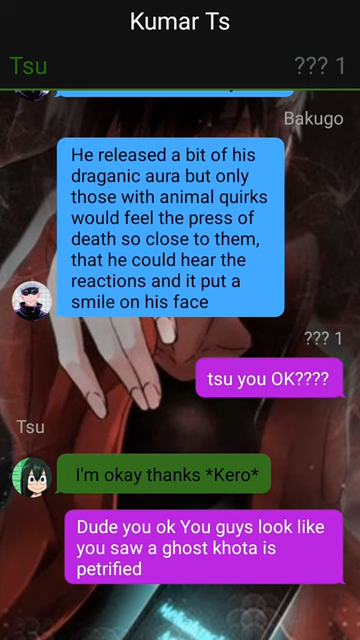 Kumar Ts
Tsu
??? 1
Bakugo
He released a bit of his
draganic aura but only
those with animal quirks
would feel the press of
death so close to them,
that he could hear the
reactions and it put a
smile on his face
??? 1
tsu you OK????
Tsu
I'm okay thanks *Kero*
Dude you ok You guys look like
you saw a ghost khota is
petrified